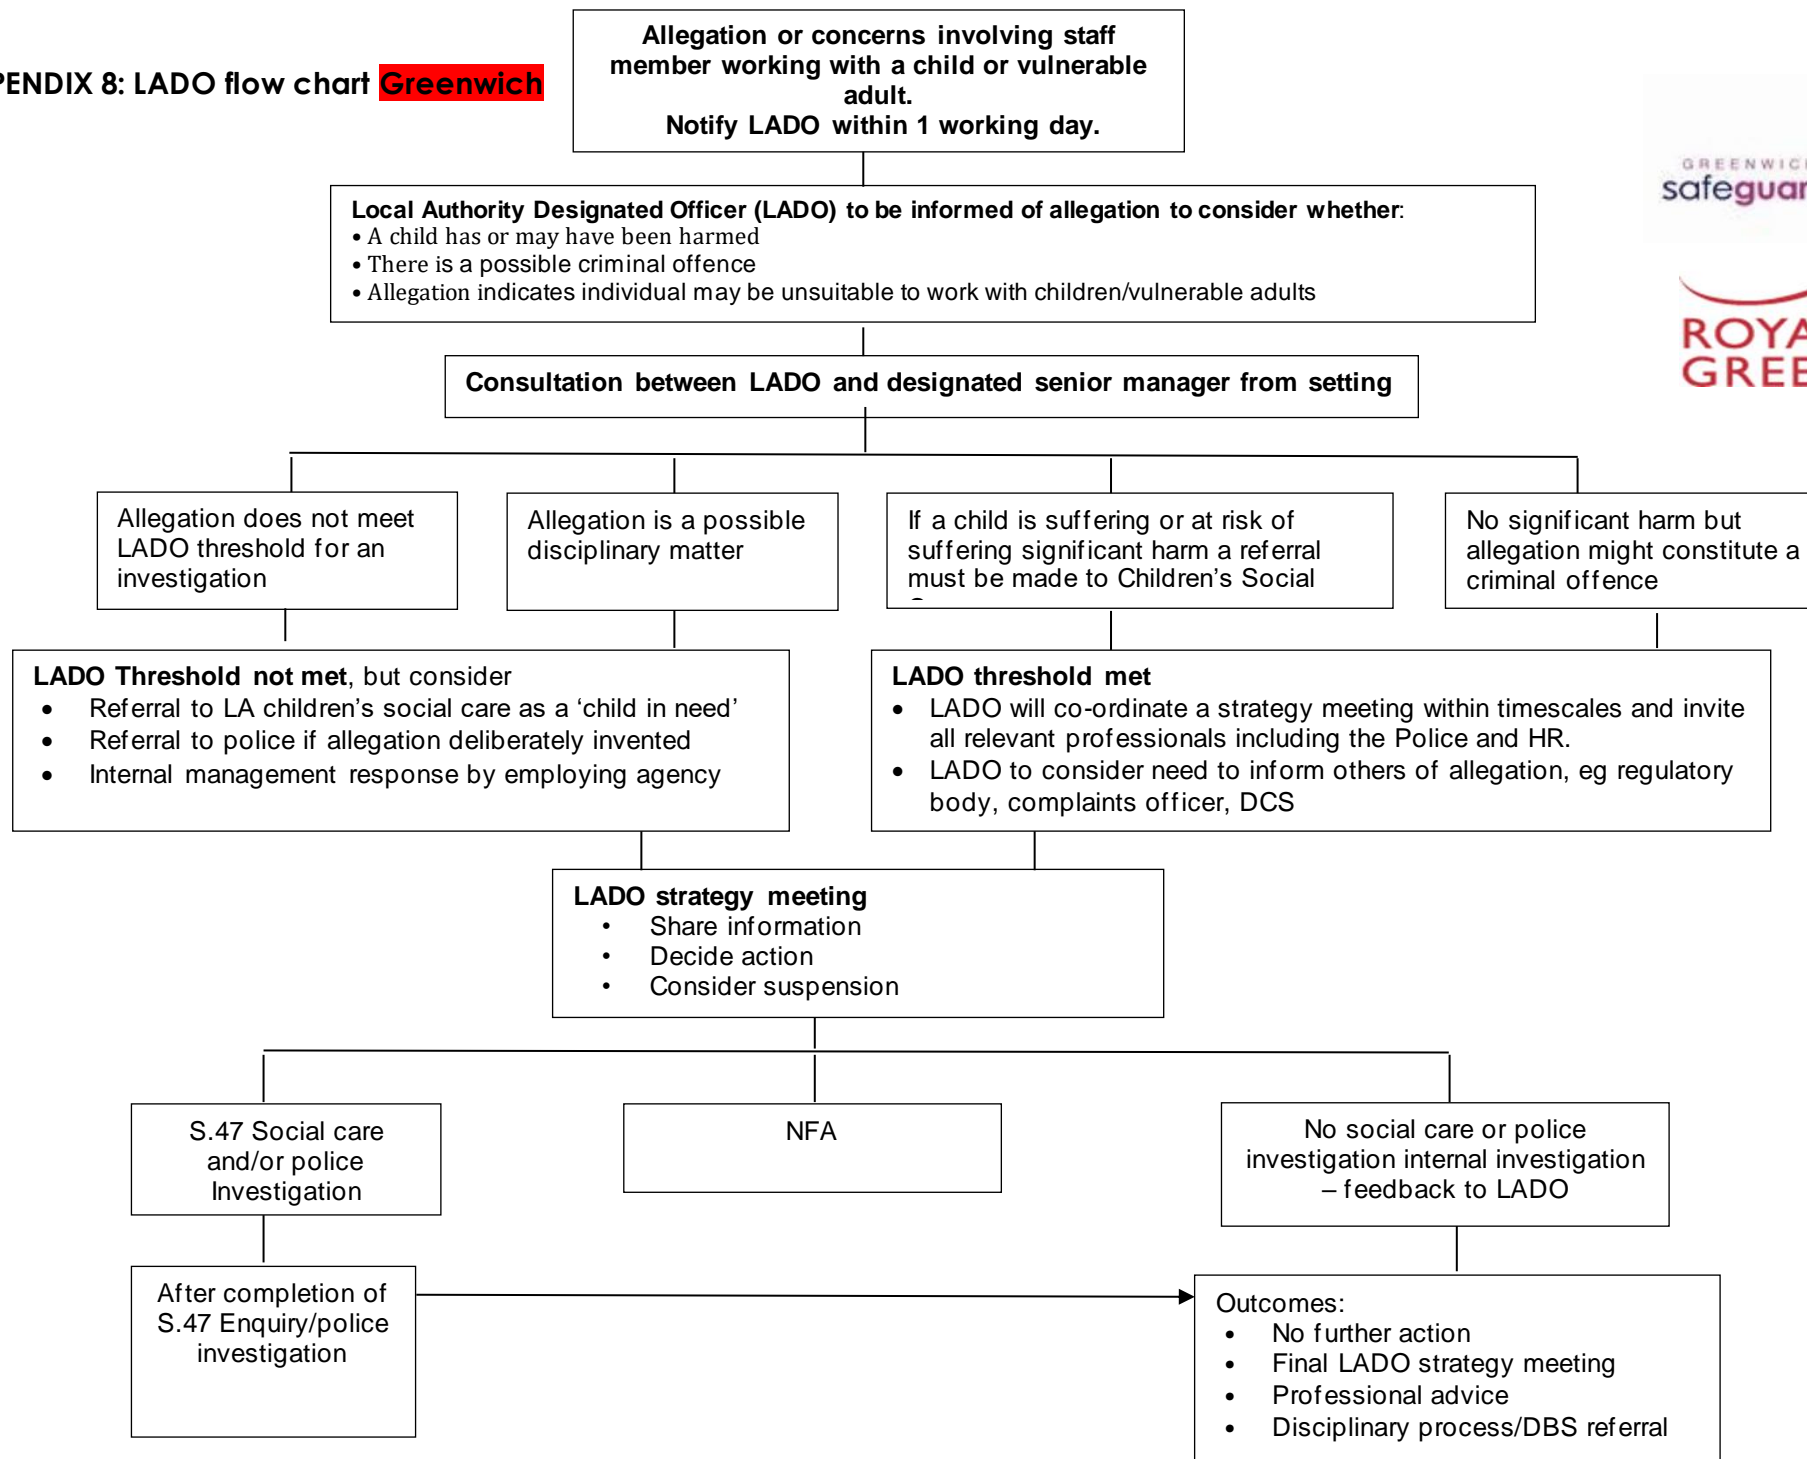 PENDIX 8: LADO flow chart Greenwich
Allegation or concerns involving staff
member working with a child or vulnerable
adult.
Notify LADO within 1 working day.
GREENWIC
safeguar
ROYA
GREE
Local Authority Designated Officer (LADO) to be informed of allegation to consider whether:
• A child has or may have been harmed
• There is a possible criminal offence
• Allegation indicates individual may be unsuitable to work with children/vulnerable adults
Consultation between LADO and designated senior manager from setting
Allegation does not meet
LADO threshold for an
investigation
Allegation is a possible
disciplinary matter
If a child is suffering or at risk of
suffering significant harm a referral
must be made to Children's Social
No significant harm but
allegation might constitute a
criminal offence
LADO Threshold not met, but consider
• Referral to LA children's social care as a 'child in need'
• Referral to police if allegation deliberately invented
• Internal management response by employing agency
LADO threshold met
• LADO will co-ordinate a strategy meeting within timescales and invite
all relevant professionals including the Police and HR.
• LADO to consider need to inform others of allegation, eg regulatory
body, complaints officer, DCS
LADO strategy meeting
• Share information
• Decide action
• Consider suspension
S.47 Social care
and/or police
Investigation
NFA
No social care or police
investigation internal investigation
– feedback to LADO
After completion of
S.47 Enquiry/police
investigation
Outcomes:
• No further action
• Final LADO strategy meeting
• Professional advice
• Disciplinary process/DBS referral